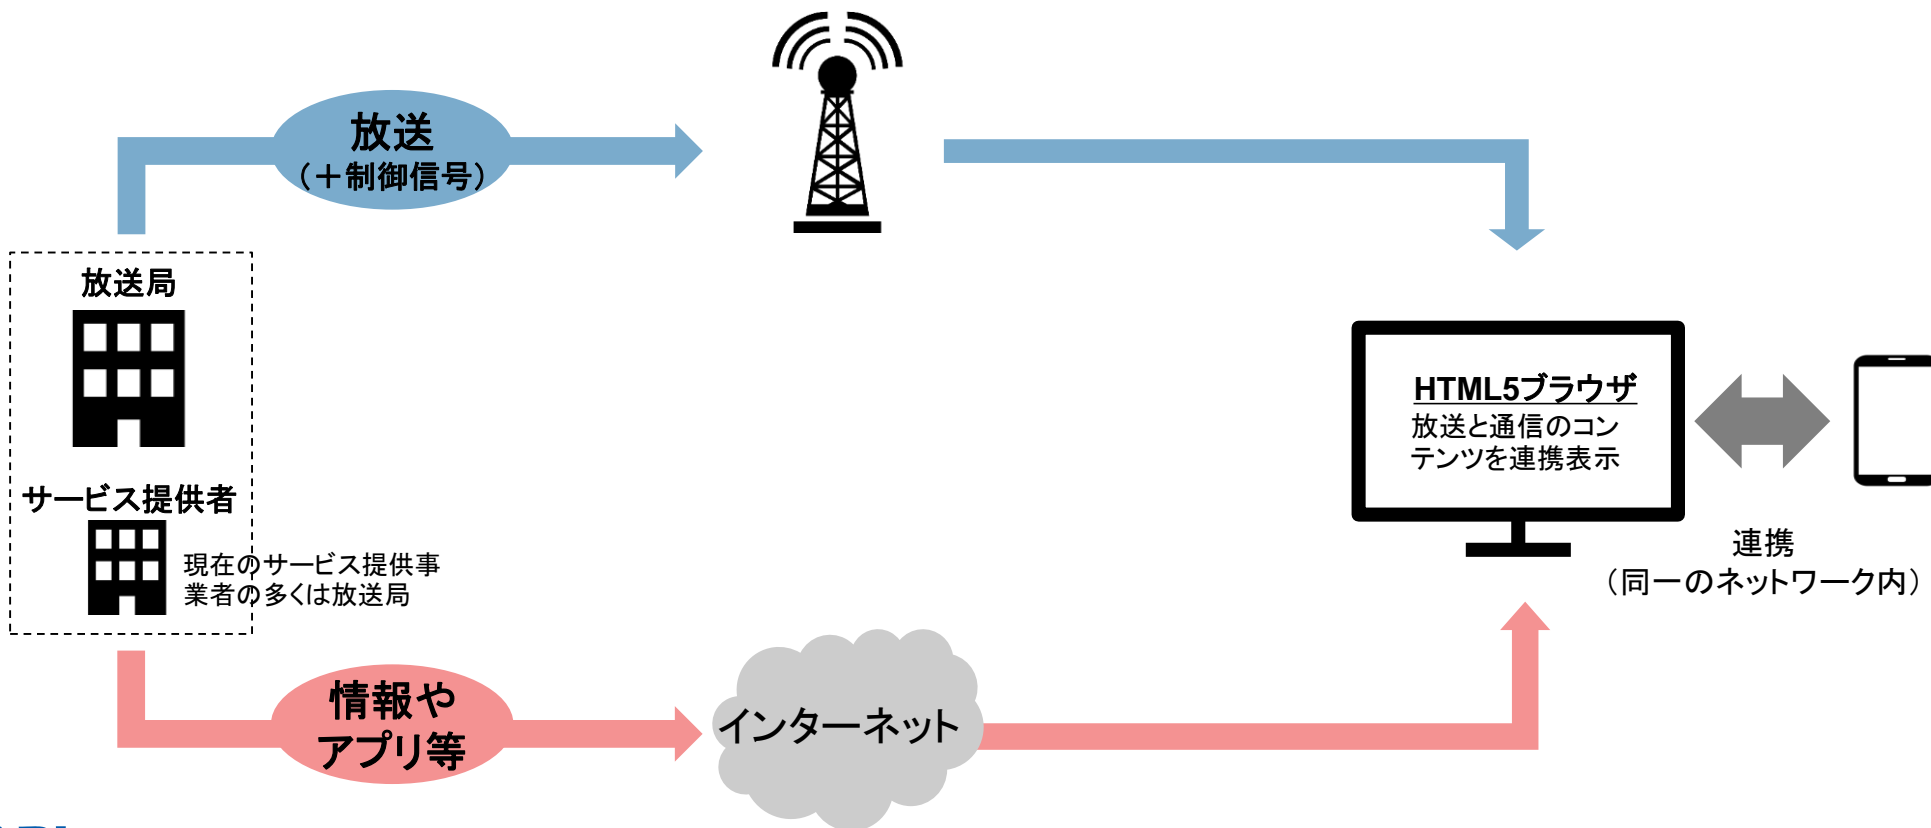 放送
（＋制御信号）
放送局
サービス提供者
現在のサービス提供事
業者の多くは放送局
HTML5ブラウザ
放送と通信のコン
テンツを連携表示
連携
（同一のネットワーク内）
情報や
アプリ等
インターネット